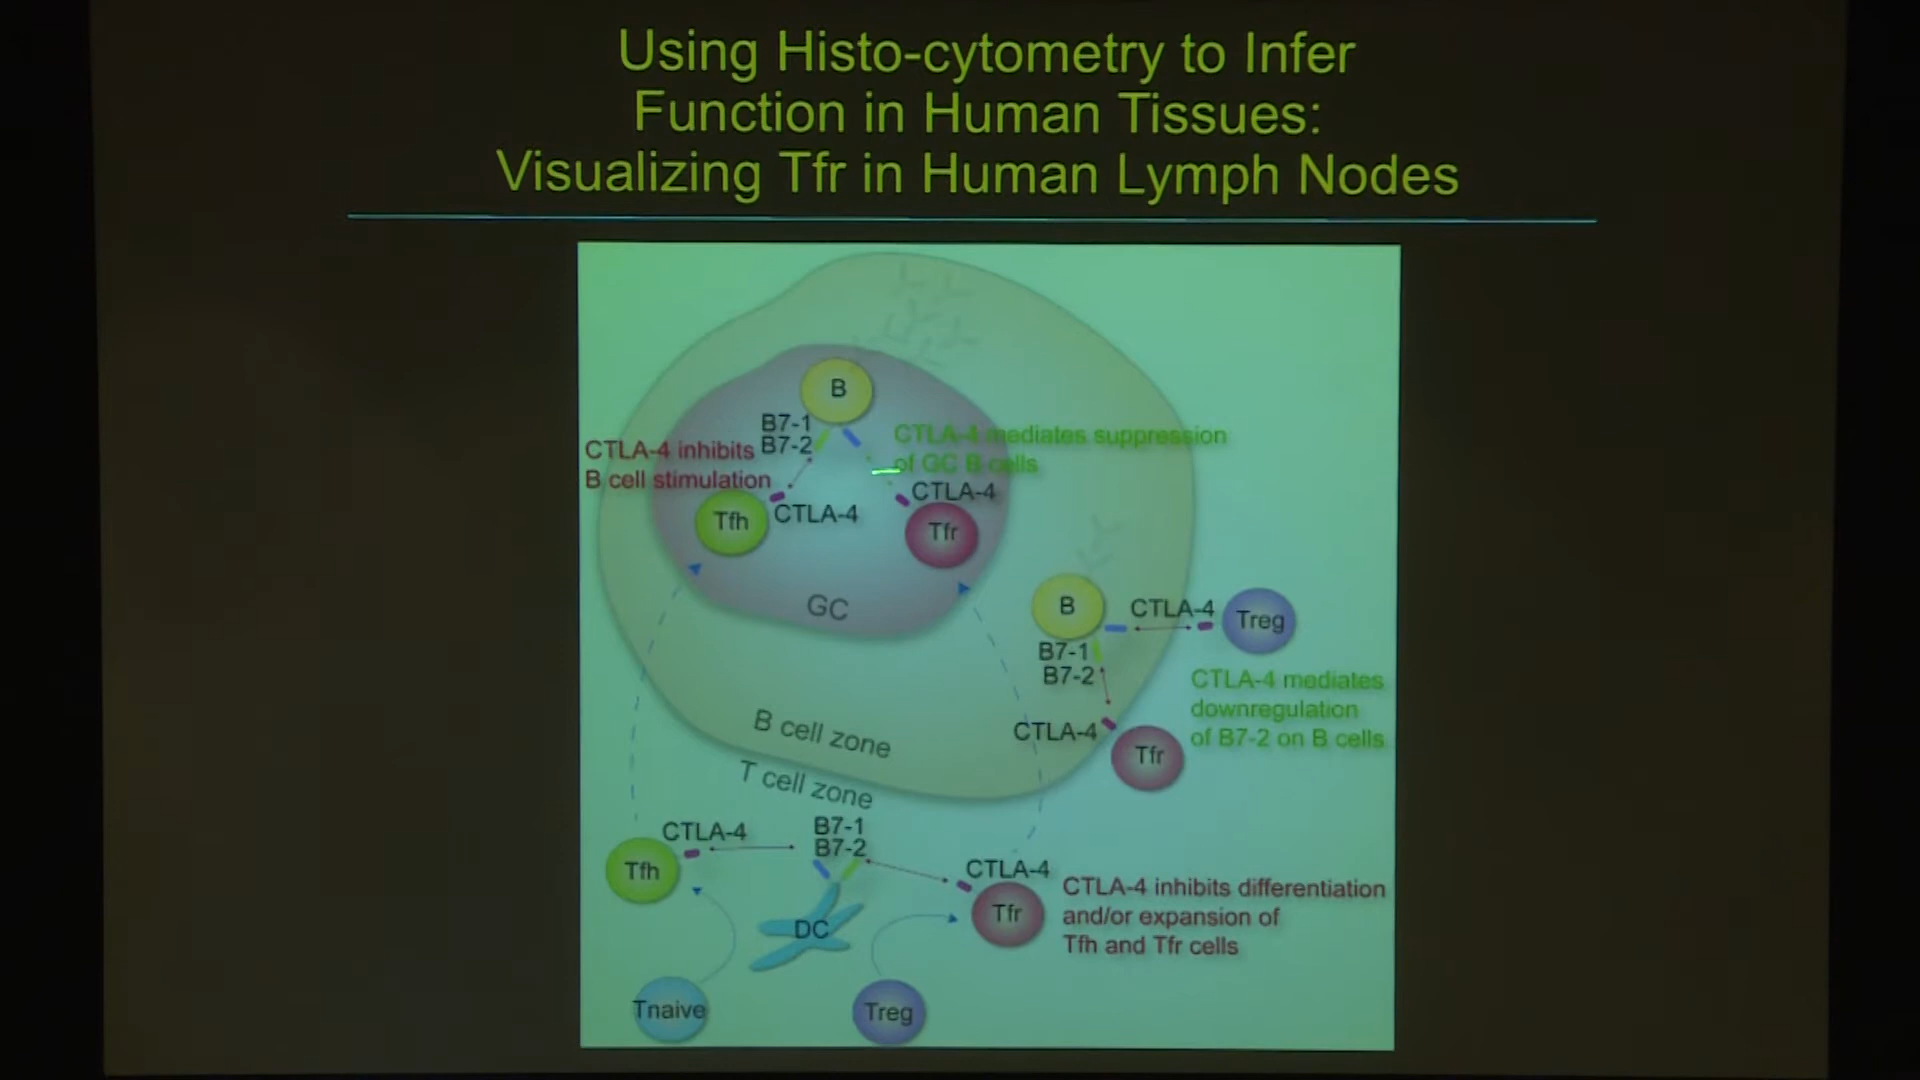 Using Histo-cytometry to Infer
Function in Human Tissues:
Visualizing Tfr in Human Lymph Nodes
B
B7-1
B7-2
CTLA-4 inhibits
B cell stimulation
CTLA-4 mediates suppression
of GC B cells
CTLA-4
CTLA-4
Tfh
Tfr
GC
B
CTLA-4
Treg
B7-1
B7-2
CTLA-4 mediates
downregulation
of B7-2 on B cells
CTLA-4
Tfr
B cell zone
T cell zone
CTLA-4
B7-1
B7-2
Tfh
CTLA-4
Tfr
CTLA-4 inhibits differentiation
and/or expansion of
Tfh and Tfr cells
DC
Tnaive
Treg